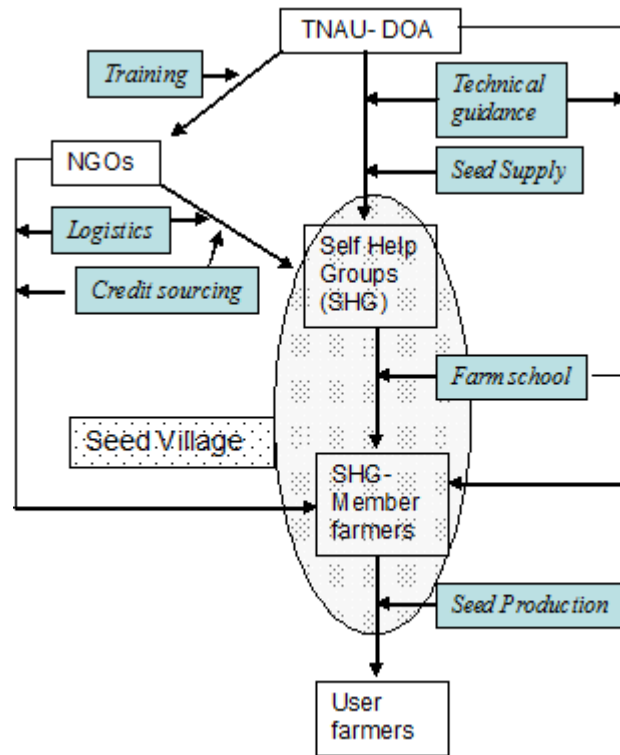 TNAU- DOA
Training
Technical
guidance
NGOs
Seed Supply
Logistics
Self Help
Groups
(SHG)
Credit sourcing
Farm school
Seed Village
SHG-
Member
farmers
Seed Production
User
farmers